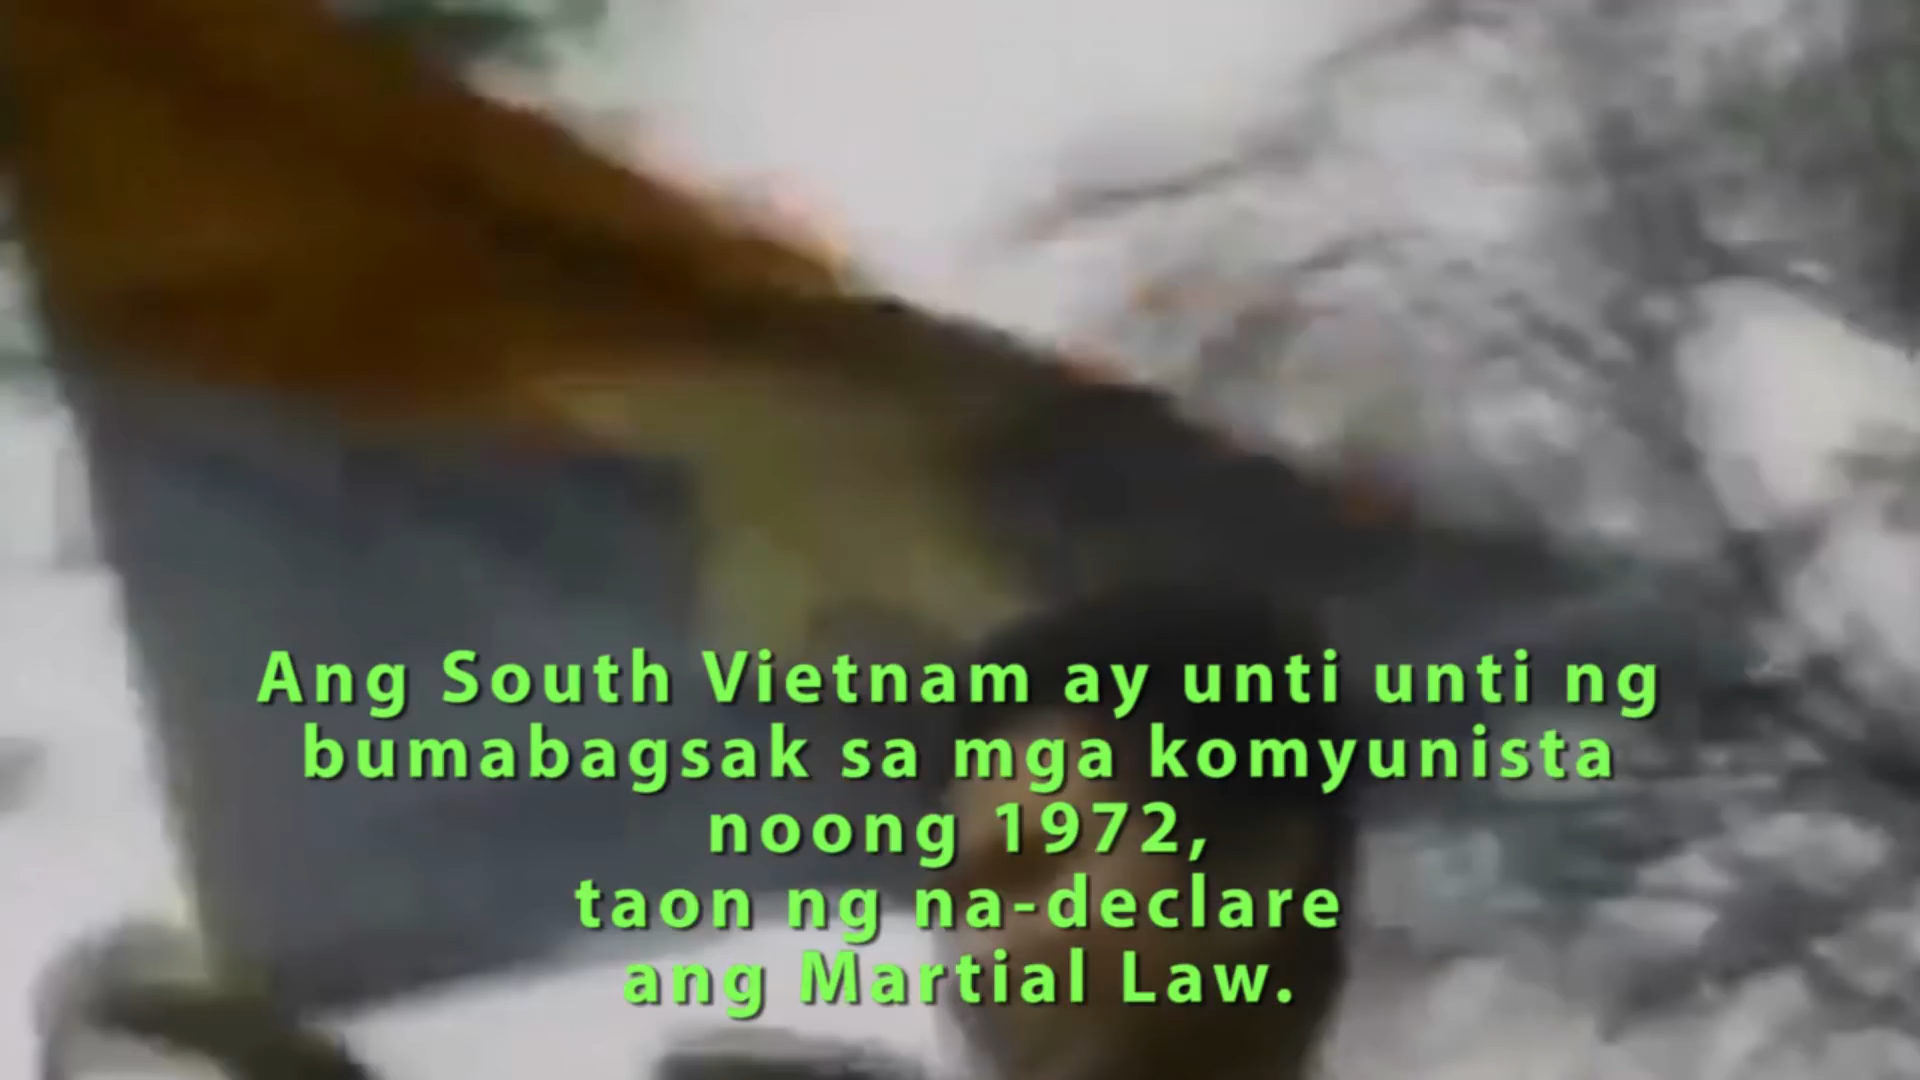 Ang South Vietnam ay unti unti ng
bumabagsak sa mga komyunista
noong 1972,
taon ng na-declare
ang Martial Law.